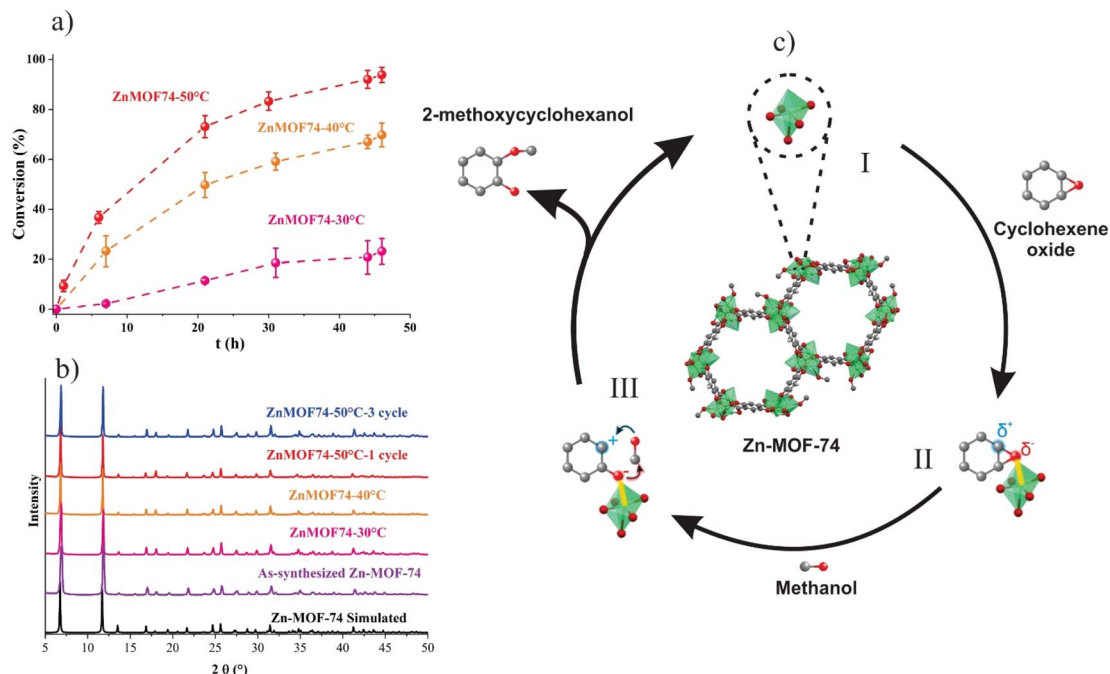 a)
100
80
60
40
20
0
Conversion (%)
ZnMOF74-50°C
ZnMOF74-40°C
ZnMOF74-30°C
0 10 20 30 40 50
t (h)
b)
Intensity
ZnMOF74-50°C-3 cycle
ZnMOF74-50°C-1 cycle
ZnMOF74-40°C
ZnMOF74-30°C
As-synthesized Zn-MOF-74
Zn-MOF-74 Simulated
5 10 15 20 25 30 35 40 45 50
2 θ (°)
c)
2-methoxycyclohexanol
I
Cyclohexene
oxide
Zn-MOF-74
II
δ+
δ-
Methanol
III
+
-